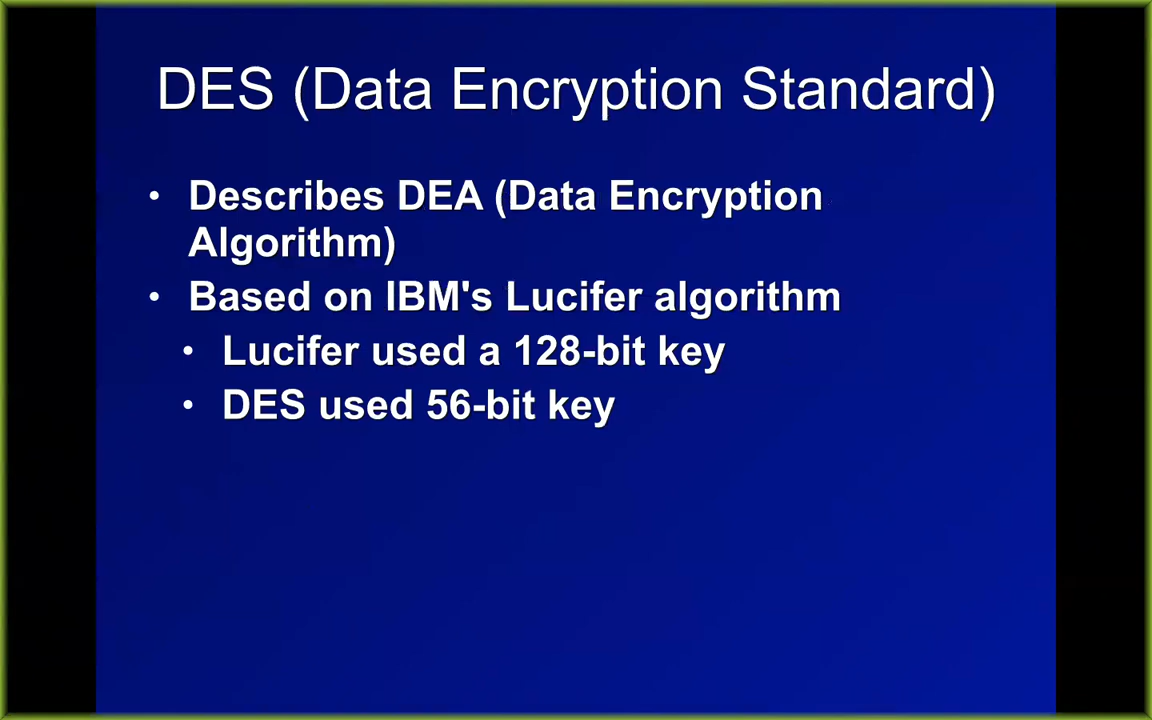 DES (Data Encryption Standard)
• Describes DEA (Data Encryption
Algorithm)
• Based on IBM's Lucifer algorithm
• Lucifer used a 128-bit key
• DES used 56-bit key